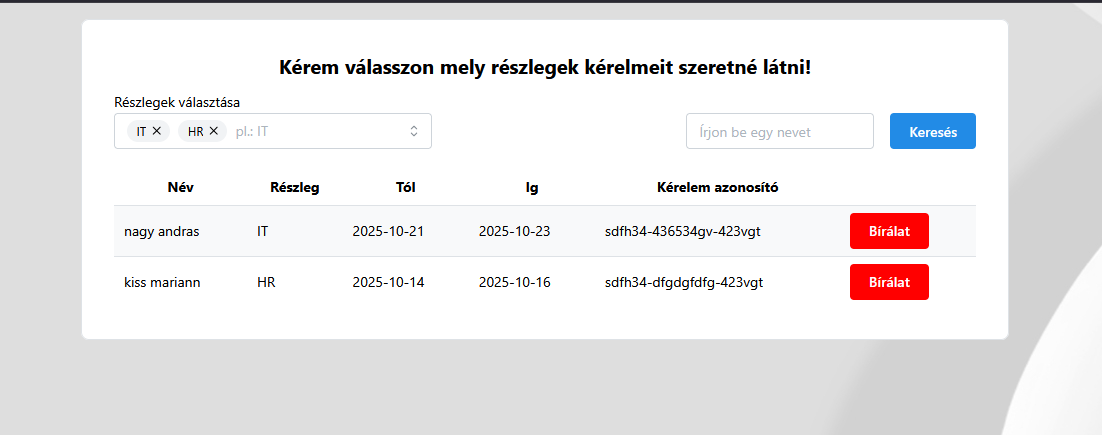 Kérem válasszon mely részlegek kérelmeit szeretné látni!
Részlegek választása
IT HR pl.: IT Írjon be egy nevet Keresés
Név Részleg Tól Ig Kérelem azonosító
nagy andras IT 2025-10-21 2025-10-23 sdfh34-436534gv-423vgt Bírálat
kiss mariann HR 2025-10-14 2025-10-16 sdfh34-dfgdgfdfg-423vgt Bírálat